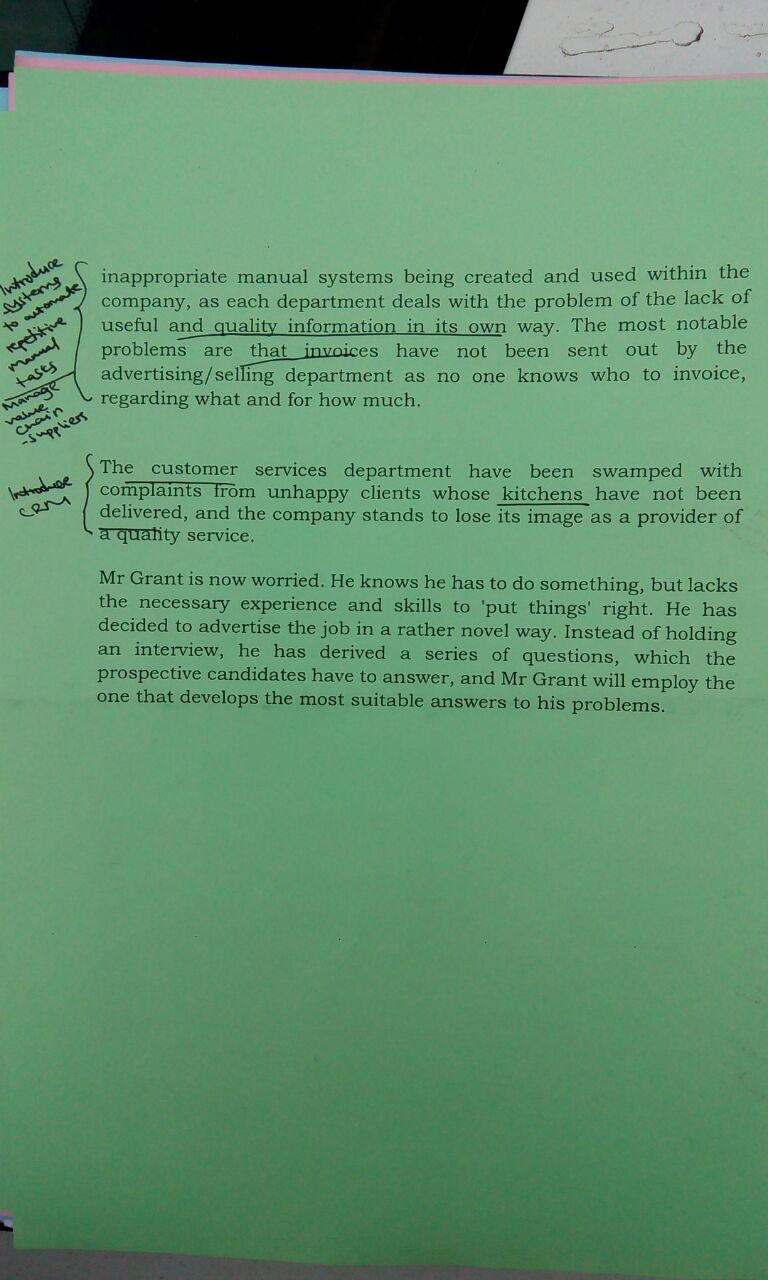 Introduce
systems
to automate
repetitive
manual
tasks
Manage
value
chain
-suppliers
inappropriate manual systems being created and used within the
company, as each department deals with the problem of the lack of
useful and quality information in its own way. The most notable
problems are that invoices have not been sent out by the
advertising/selling department as no one knows who to invoice,
regarding what and for how much.
Introduce
CRM
The customer services department have been swamped with
complaints from unhappy clients whose kitchens have not been
delivered, and the company stands to lose its image as a provider of
a quality service.
Mr Grant is now worried. He knows he has to do something, but lacks
the necessary experience and skills to 'put things' right. He has
decided to advertise the job in a rather novel way. Instead of holding
an interview, he has derived a series of questions, which the
prospective candidates have to answer, and Mr Grant will employ the
one that develops the most suitable answers to his problems.